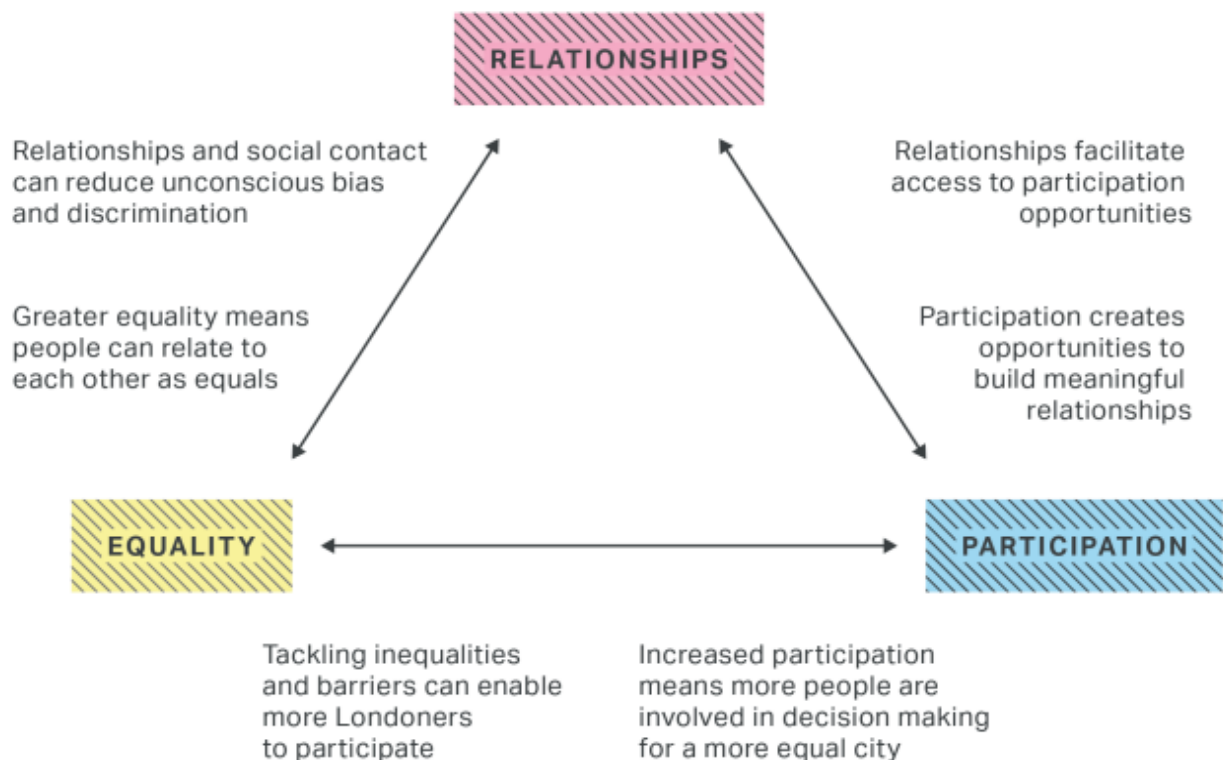 RELATIONSHIPS
Relationships and social contact
can reduce unconscious bias
and discrimination
Greater equality means
people can relate to
each other as equals
Relationships facilitate
access to participation
opportunities
Participation creates
opportunities to
build meaningful
relationships
EQUALITY
PARTICIPATION
Tackling inequalities
and barriers can enable
more Londoners
to participate
Increased participation
means more people are
involved in decision making
for a more equal city